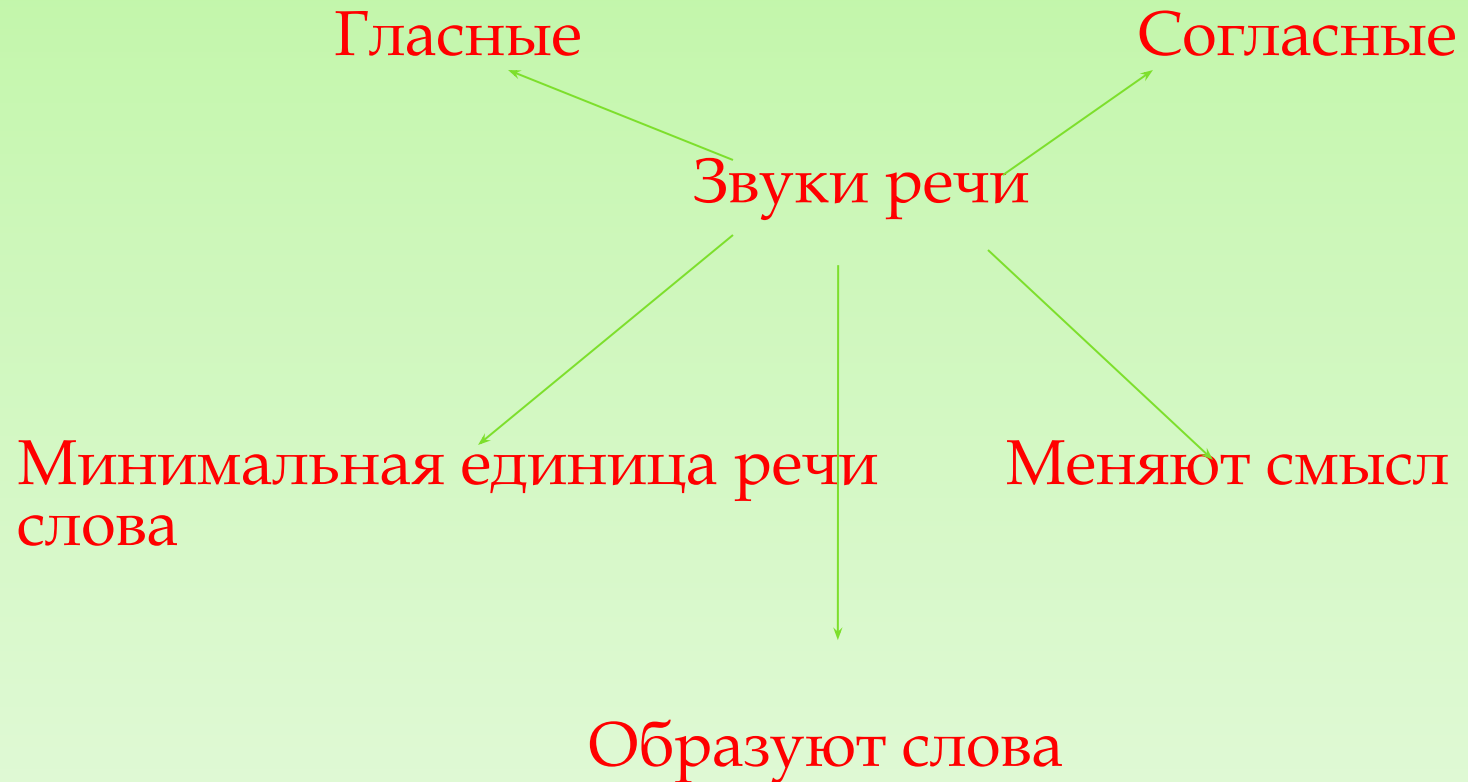 Гласные Согласные
Звуки речи
Минимальная единица речи Меняют смысл
слова
Образуют слова